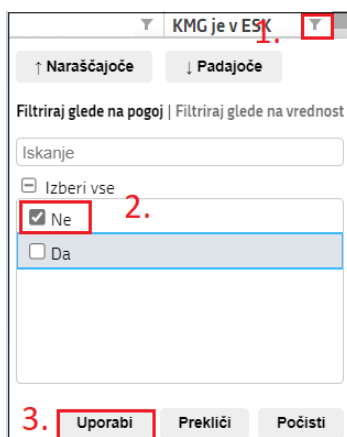 KMG je v ESK
1.
↑ Naraščajoče ↓ Padajoče
Filtriraj glede na pogoj | Filtriraj glede na vrednost
Iskanje
Izberi vse
2.
Ne
Da
3. Uporabi Prekliči Počisti